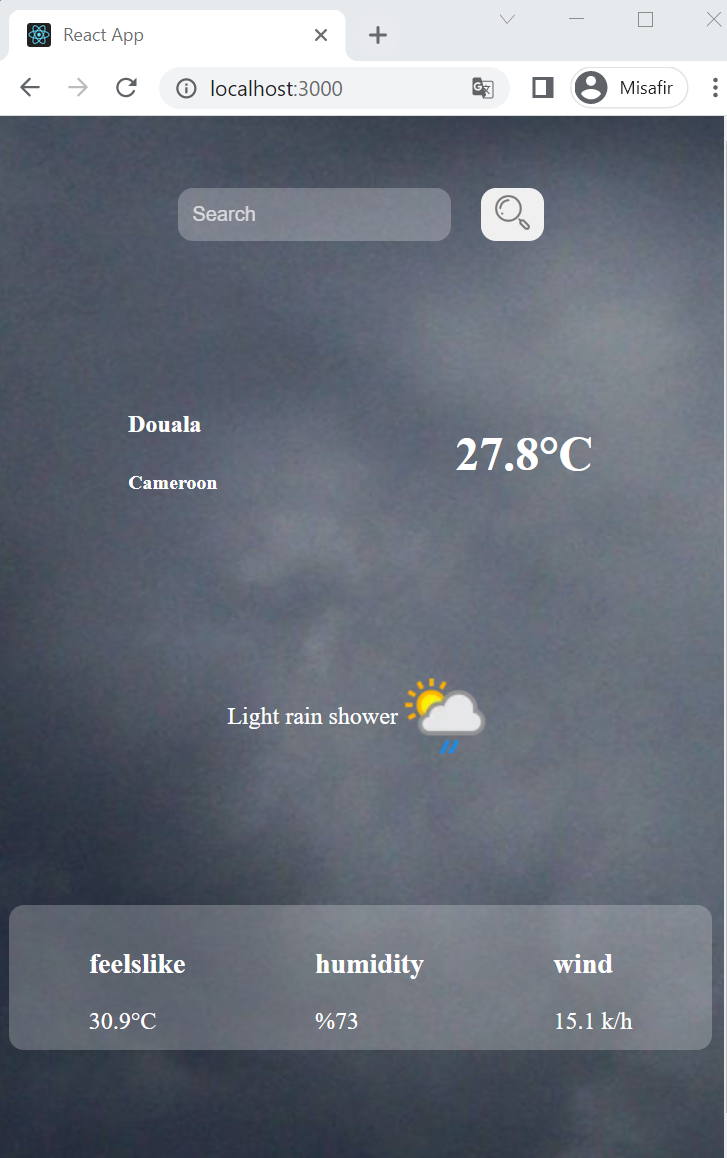 React App
localhost:3000
Misafir
Search
Douala
27.8°C
Cameroon
Light rain shower
feelslike humidity wind
30.9°C %73 15.1 k/h